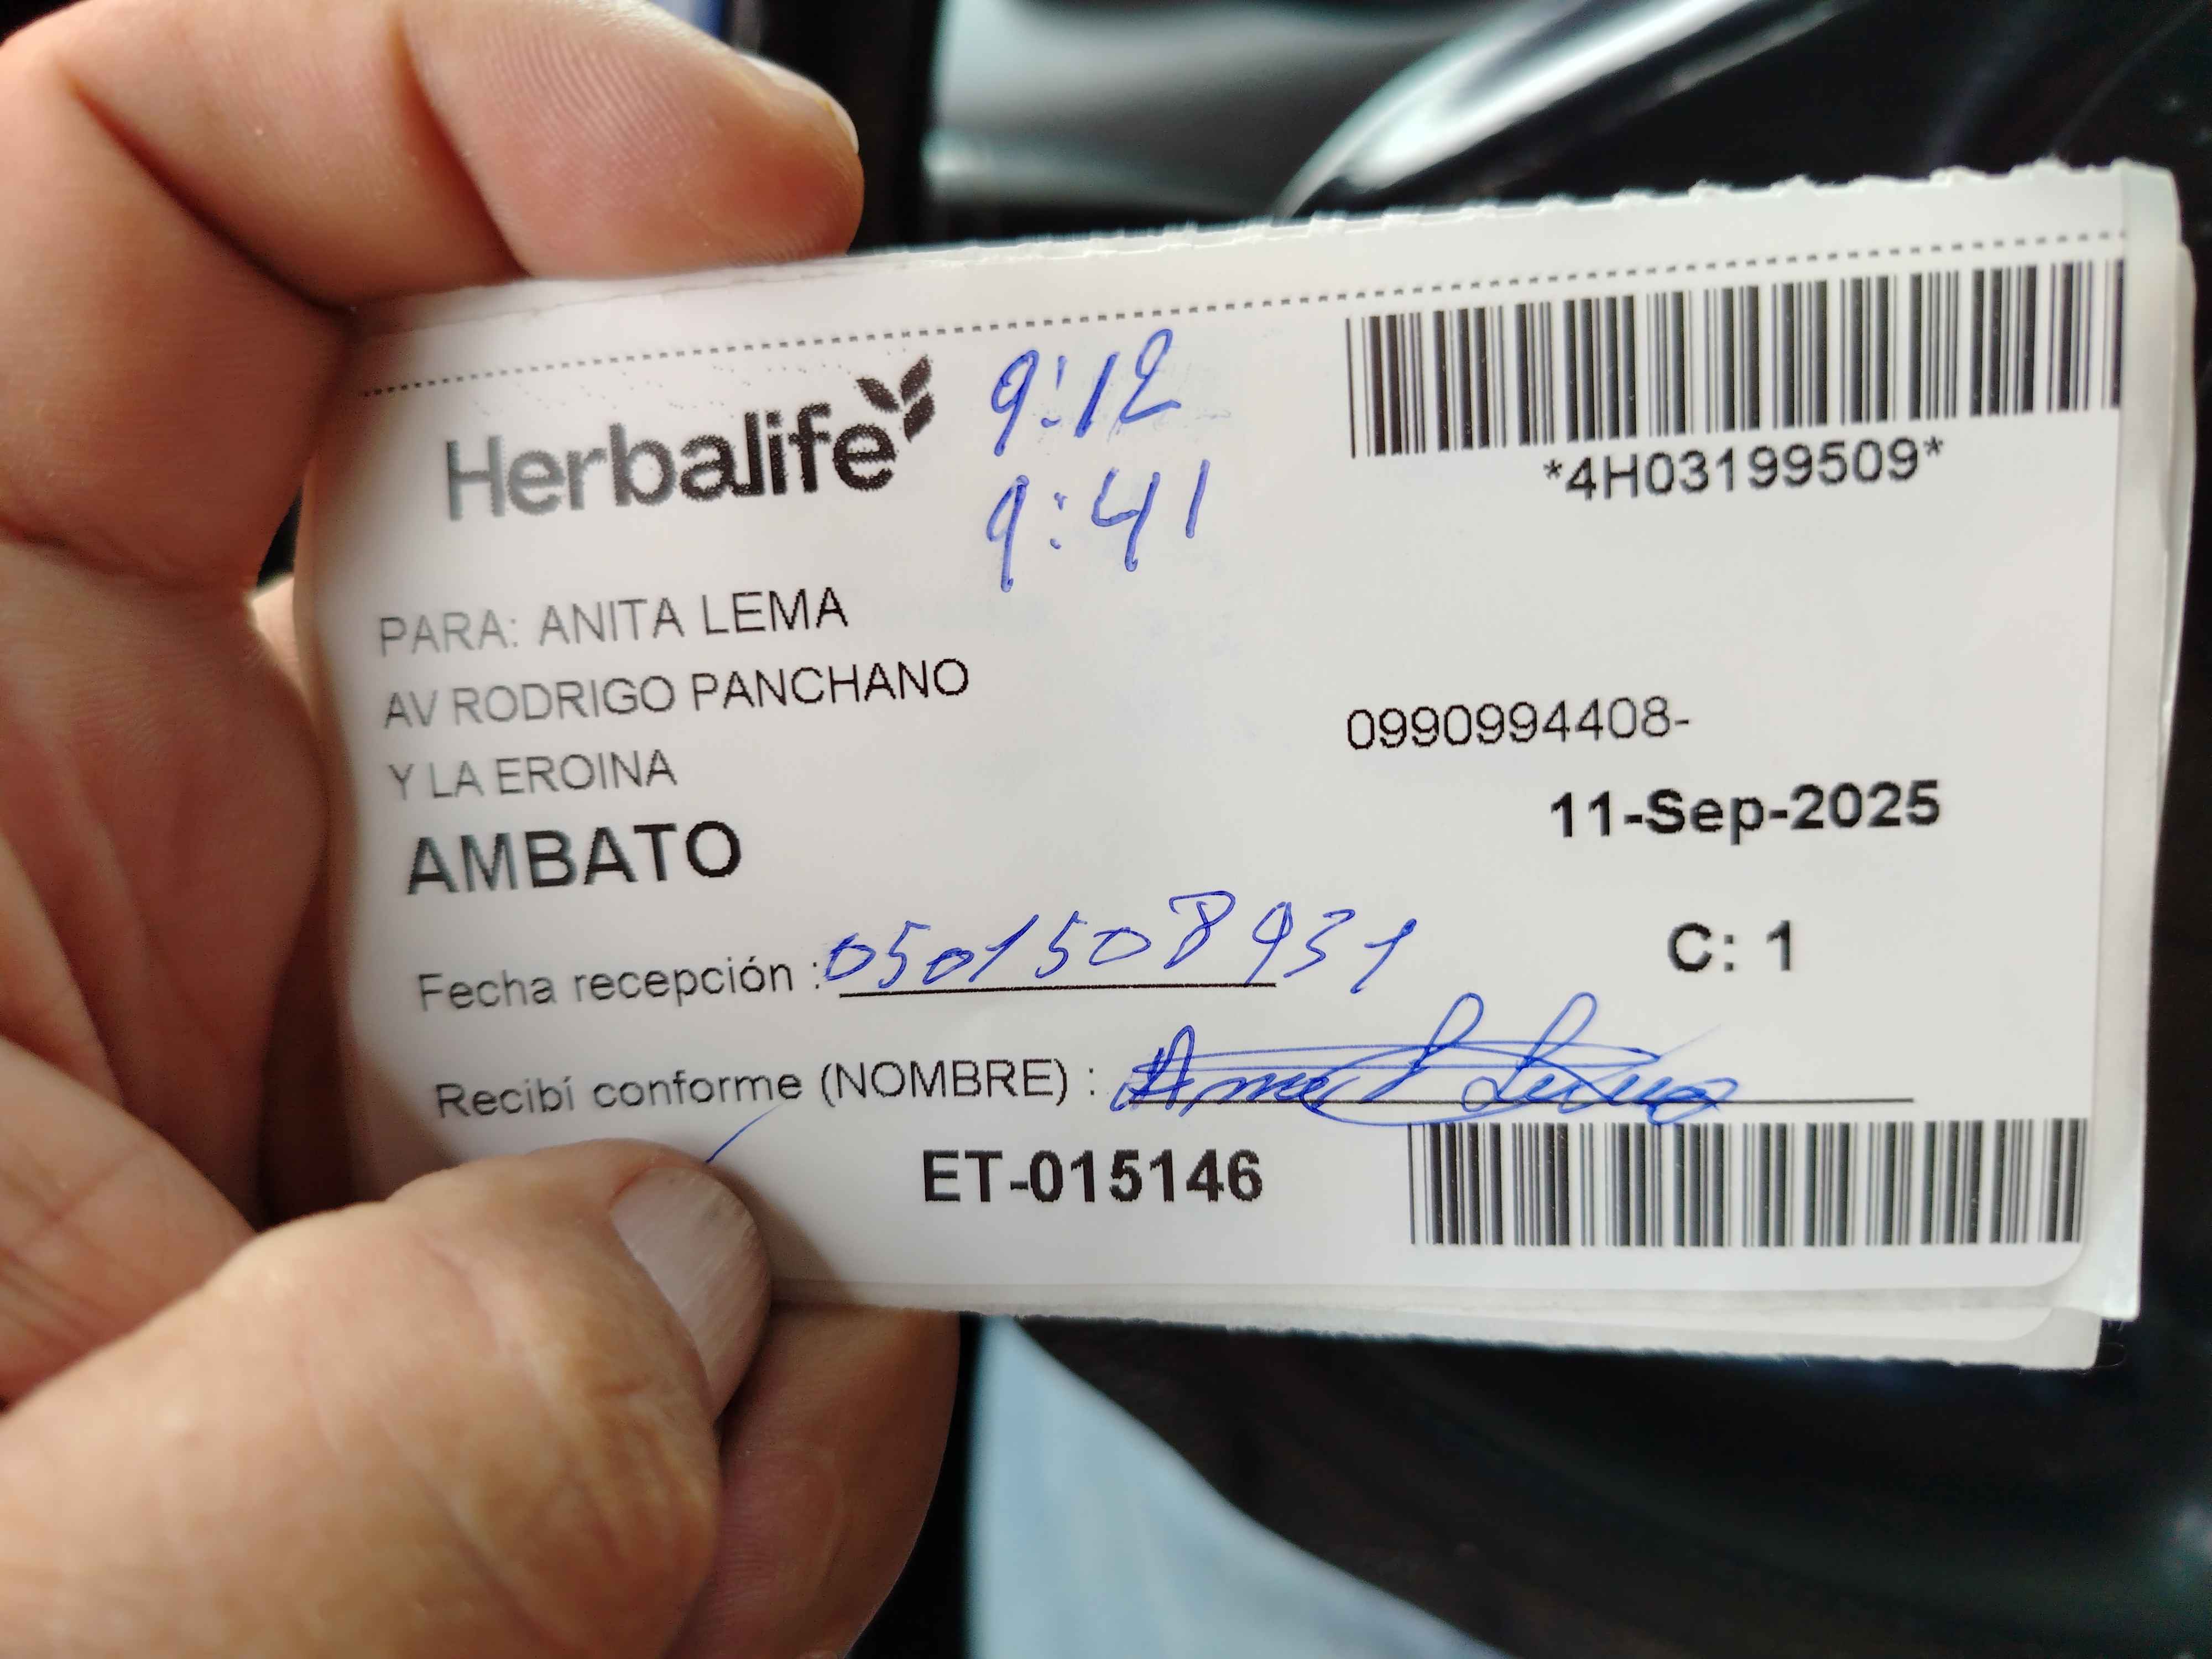 Herbalife
9:12
9:41
*4H03199509*
PARA: ANITA LEMA
AV RODRIGO PANCHANO
Y LA EROINA
AMBATO
0990994408-
11-Sep-2025
C: 1
Fecha recepción : 0501508931
Recibí conforme (NOMBRE) :
ET-015146